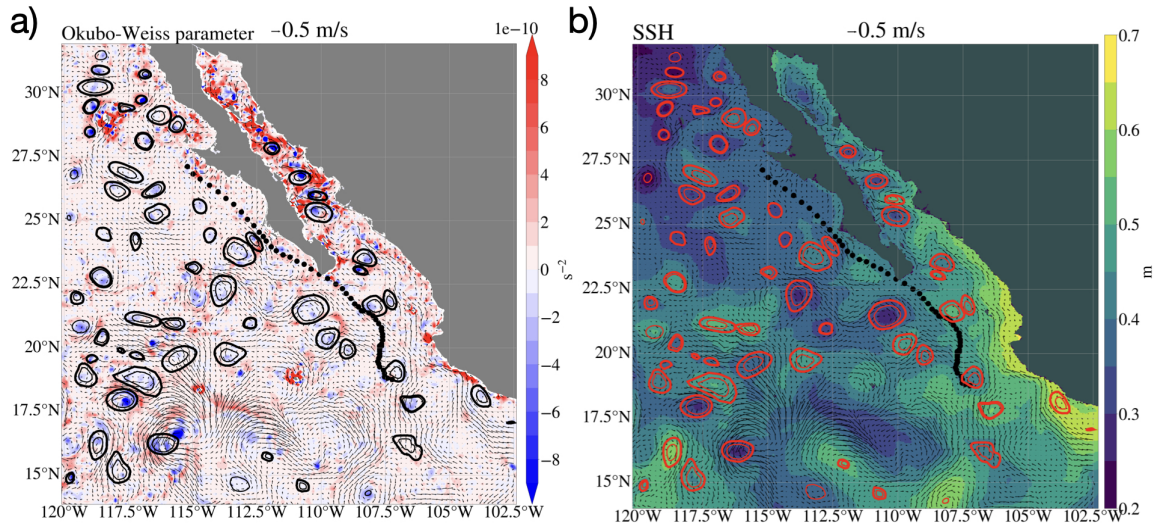 a)
Okubo-Weiss parameter
−0.5 m/s
1e−10
30°N
27.5°N
25°N
22.5°N
20°N
17.5°N
15°N
120°W
117.5°W
115°W
112.5°W
110°W
107.5°W
105°W
102.5°W
8
6
4
2
0
−2
−4
−6
−8
s⁻²
b)
SSH
−0.5 m/s
30°N
27.5°N
25°N
22.5°N
20°N
17.5°N
15°N
120°W
117.5°W
115°W
112.5°W
110°W
107.5°W
105°W
102.5°W
0.7
0.6
0.5
0.4
0.3
0.2
m